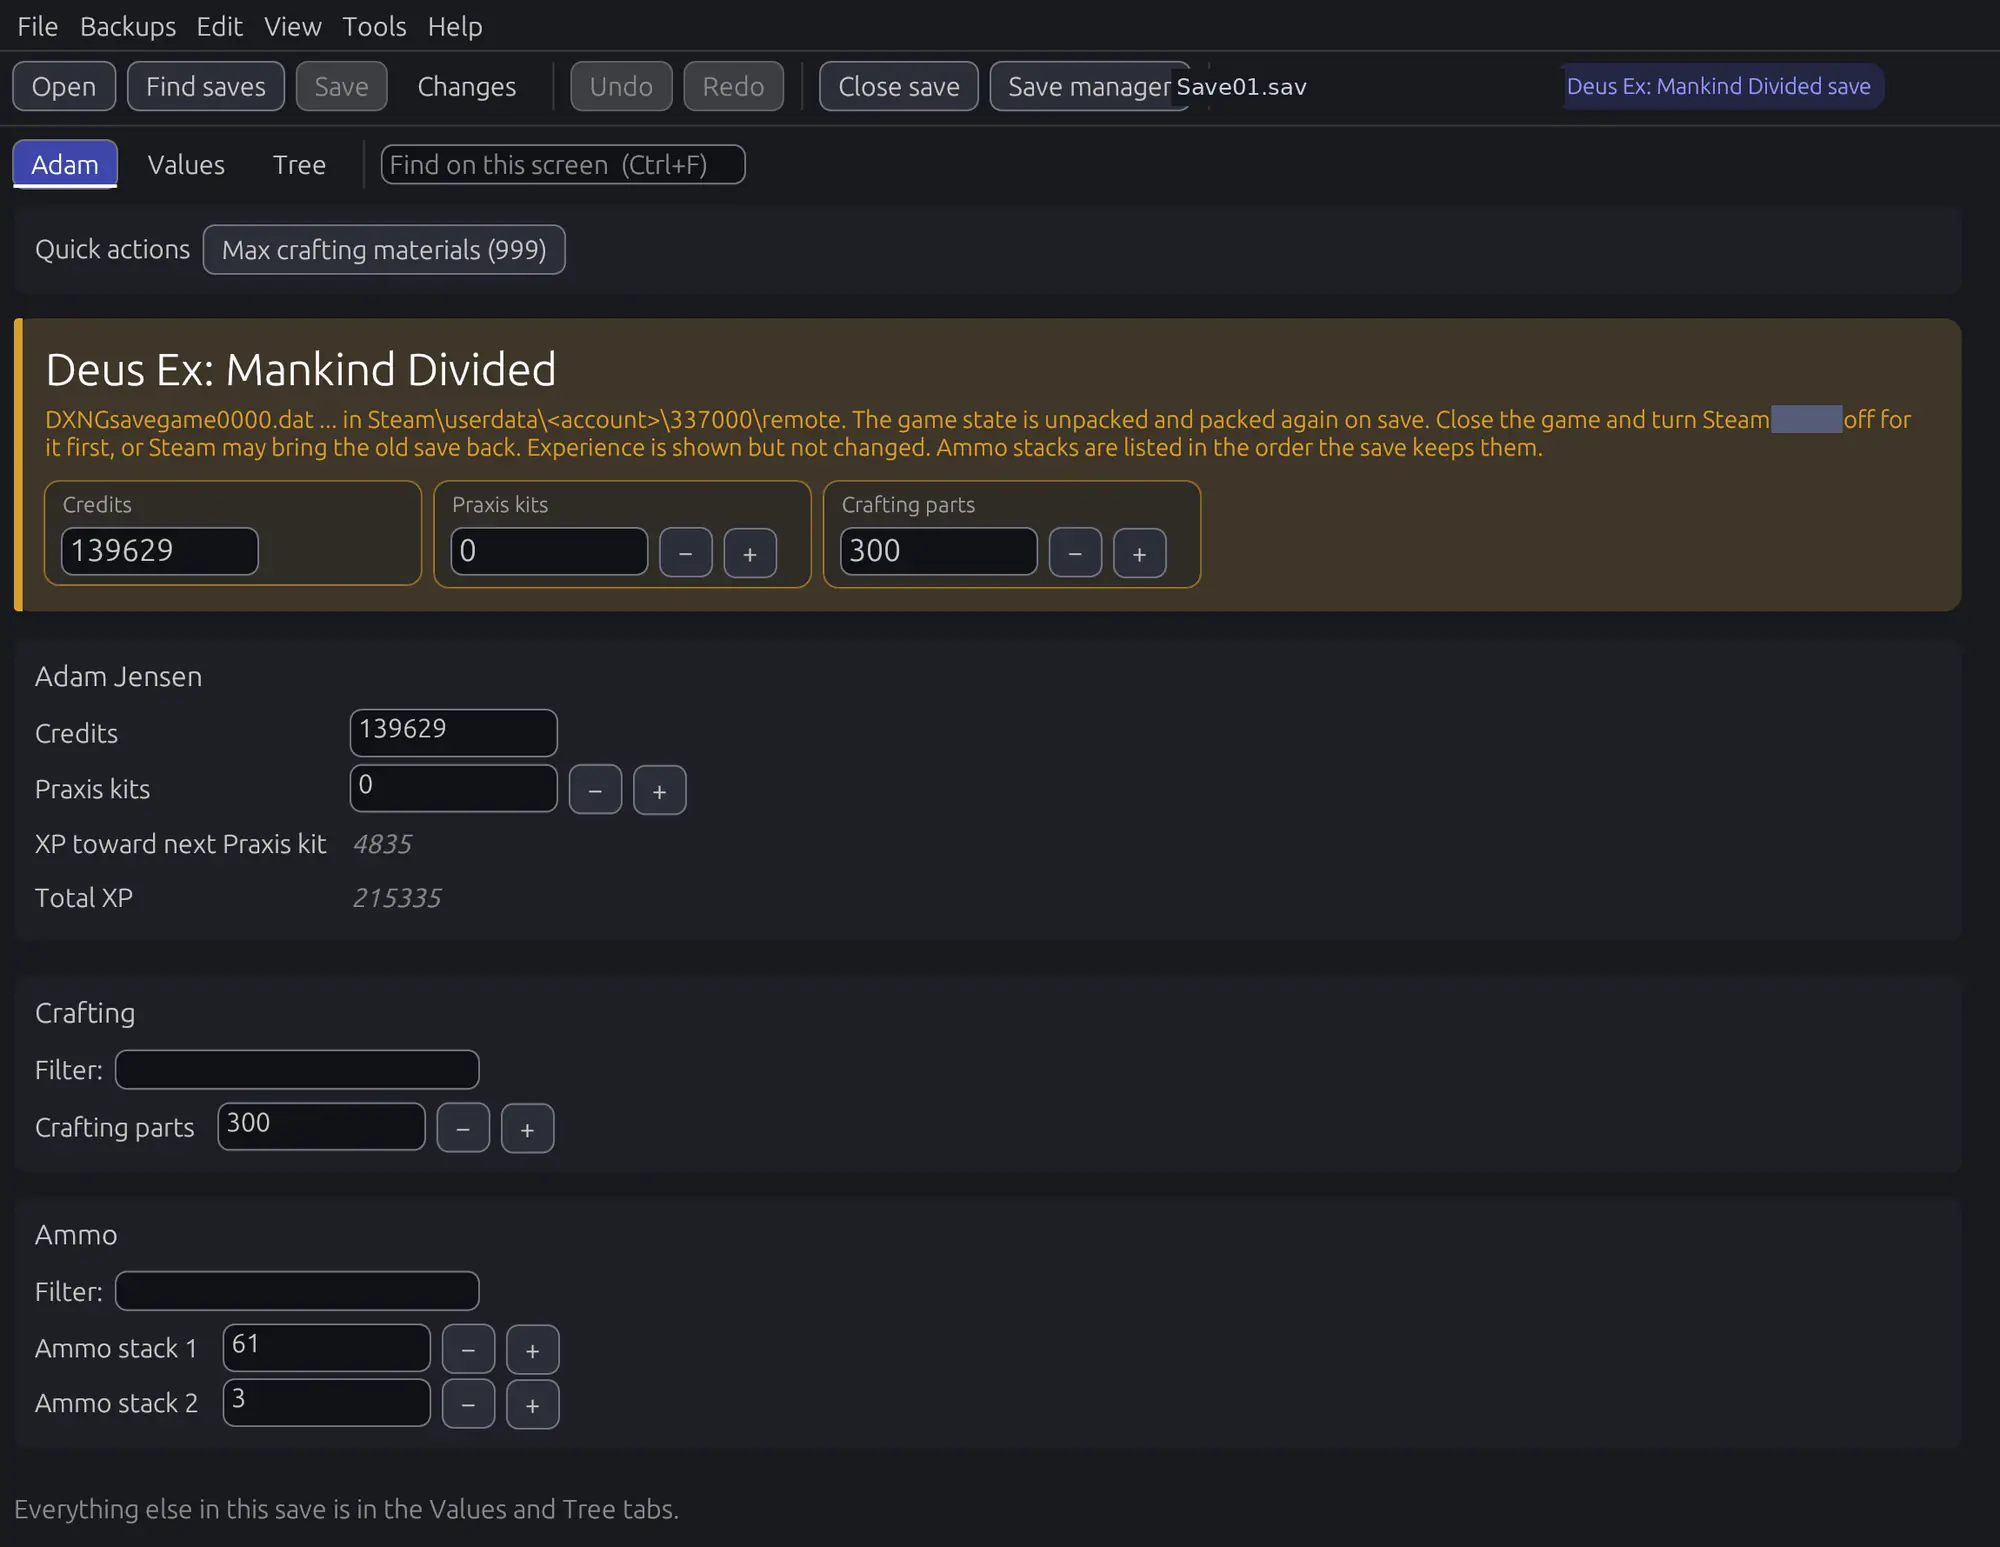 File Backups Edit View Tools Help
Open Find saves Save Changes Undo Redo Close save Save manager Save01.sav Deus Ex: Mankind Divided save
Adam Values Tree Find on this screen (Ctrl+F)
Quick actions Max crafting materials (999)
Deus Ex: Mankind Divided
DXNGsavegame0000.dat ... in Steam\userdata\<account>\337000\remote. The game state is unpacked and packed again on save. Close the game and turn Steam off for
it first, or Steam may bring the old save back. Experience is shown but not changed. Ammo stacks are listed in the order the save keeps them.
Credits Praxis kits Crafting parts
139629 0 − + 300 − +
Adam Jensen
Credits 139629
Praxis kits 0 − +
XP toward next Praxis kit 4835
Total XP 215335
Crafting
Filter:
Crafting parts 300 − +
Ammo
Filter:
Ammo stack 1 61 − +
Ammo stack 2 3 − +
Everything else in this save is in the Values and Tree tabs.